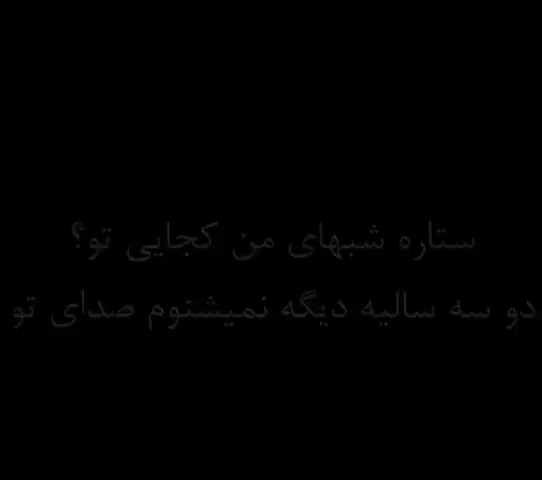 ستاره شبهای من کجایی تو؟
دو سه سالیه دیگه نمیشنوم صدای تو